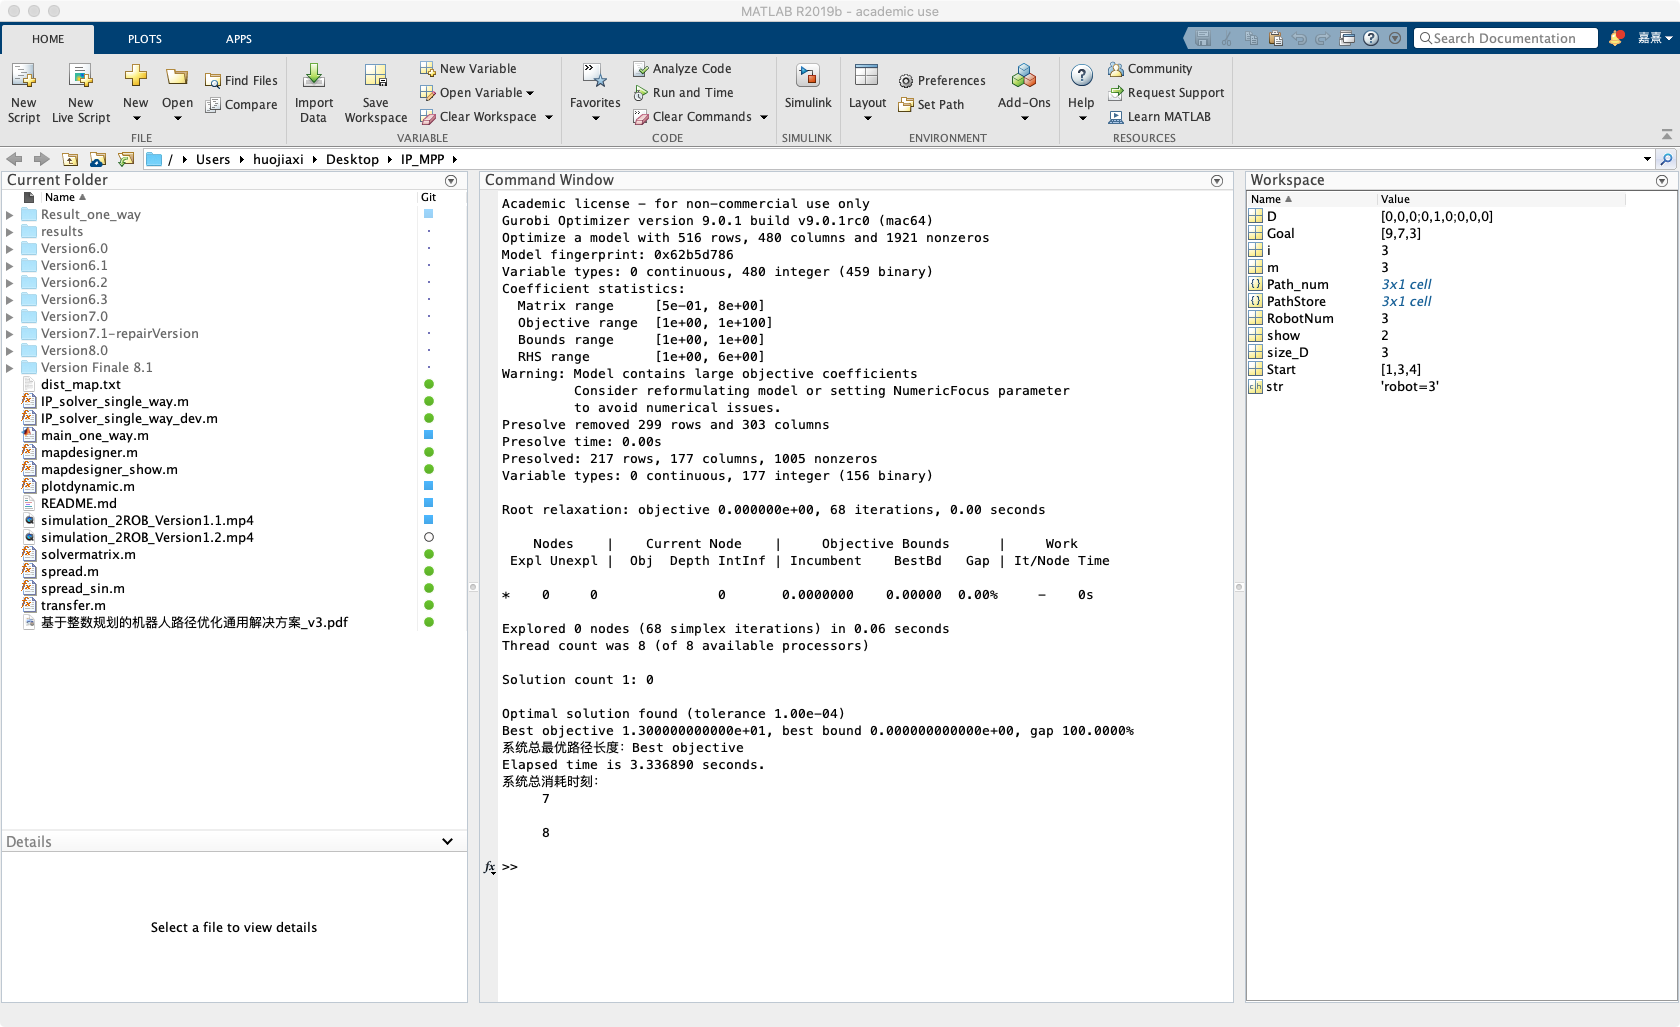 MATLAB R2019b - academic use
HOME PLOTS APPS
Search Documentation
嘉熹
New Script
New Live Script
New
Open
Find Files
Compare
FILE
Import Data
Save Workspace
New Variable
Open Variable
Clear Workspace
VARIABLE
Favorites
Analyze Code
Run and Time
Clear Commands
CODE
Simulink
SIMULINK
Layout
Preferences
Set Path
Add-Ons
ENVIRONMENT
Help
Community
Request Support
Learn MATLAB
RESOURCES
/ Users huojiaxi Desktop IP_MPP
Current Folder
Name Git
Result_one_way
results
Version6.0
Version6.1
Version6.2
Version6.3
Version7.0
Version7.1-repairVersion
Version8.0
Version Finale 8.1
dist_map.txt
IP_solver_single_way.m
IP_solver_single_way_dev.m
main_one_way.m
mapdesigner.m
mapdesigner_show.m
plotdynamic.m
README.md
simulation_2ROB_Version1.1.mp4
simulation_2ROB_Version1.2.mp4
solvermatrix.m
spread.m
spread_sin.m
transfer.m
基于整数规划的机器人路径优化通用解决方案_v3.pdf
Details
Select a file to view details
Command Window
Academic license - for non-commercial use only
Gurobi Optimizer version 9.0.1 build v9.0.1rc0 (mac64)
Optimize a model with 516 rows, 480 columns and 1921 nonzeros
Model fingerprint: 0x62b5d786
Variable types: 0 continuous, 480 integer (459 binary)
Coefficient statistics:
Matrix range [5e-01, 8e+00]
Objective range [1e+00, 1e+100]
Bounds range [1e+00, 1e+00]
RHS range [1e+00, 6e+00]
Warning: Model contains large objective coefficients
Consider reformulating model or setting NumericFocus parameter
to avoid numerical issues.
Presolve removed 299 rows and 303 columns
Presolve time: 0.00s
Presolved: 217 rows, 177 columns, 1005 nonzeros
Variable types: 0 continuous, 177 integer (156 binary)
Root relaxation: objective 0.000000e+00, 68 iterations, 0.00 seconds
Nodes | Current Node | Objective Bounds | Work
Expl Unexpl | Obj Depth IntInf | Incumbent BestBd Gap | It/Node Time
* 0 0 0 0.0000000 0.00000 0.00% - 0s
Explored 0 nodes (68 simplex iterations) in 0.06 seconds
Thread count was 8 (of 8 available processors)
Solution count 1: 0
Optimal solution found (tolerance 1.00e-04)
Best objective 1.300000000000e+01, best bound 0.000000000000e+00, gap 100.0000%
系统总最优路径长度：Best objective
Elapsed time is 3.336890 seconds.
系统总消耗时刻：
7
8
fx >>
Workspace
Name Value
D [0,0,0;0,1,0;0,0,0]
Goal [9,7,3]
i 3
m 3
Path_num 3x1 cell
PathStore 3x1 cell
RobotNum 3
show 2
size_D 3
Start [1,3,4]
str 'robot=3'